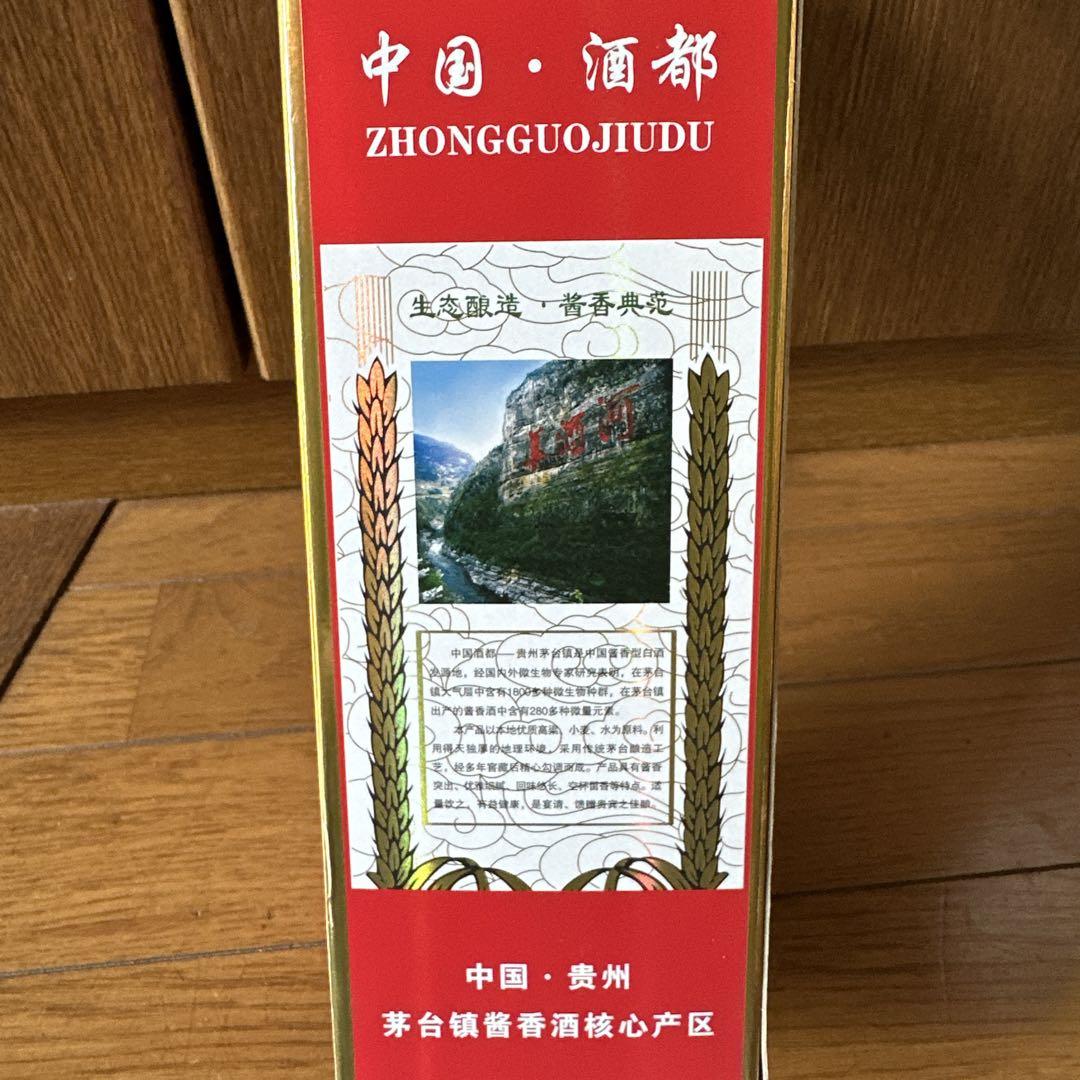 中国·酒都
ZHONGGUOJIUDU
生态酿造·酱香典范
美酒河
中国酒都——贵州茅台镇是中国酱香型白酒
发源地，经国内外微生物专家研究表明，在茅台
镇大气层中含有1800多种微生物种群，在茅台镇
出产的酱香酒中含有280多种微量元素。
本产品以本地优质高粱、小麦、水为原料。利
用得天独厚的地理环境，采用传统茅台酿造工
艺，经多年窖藏后精心勾调而成。产品具有酱香
突出、优雅细腻、回味悠长、空杯留香等特点。适
量饮之，有益健康，是宴请、馈赠贵宾之佳酿。
中国·贵州
茅台镇酱香酒核心产区